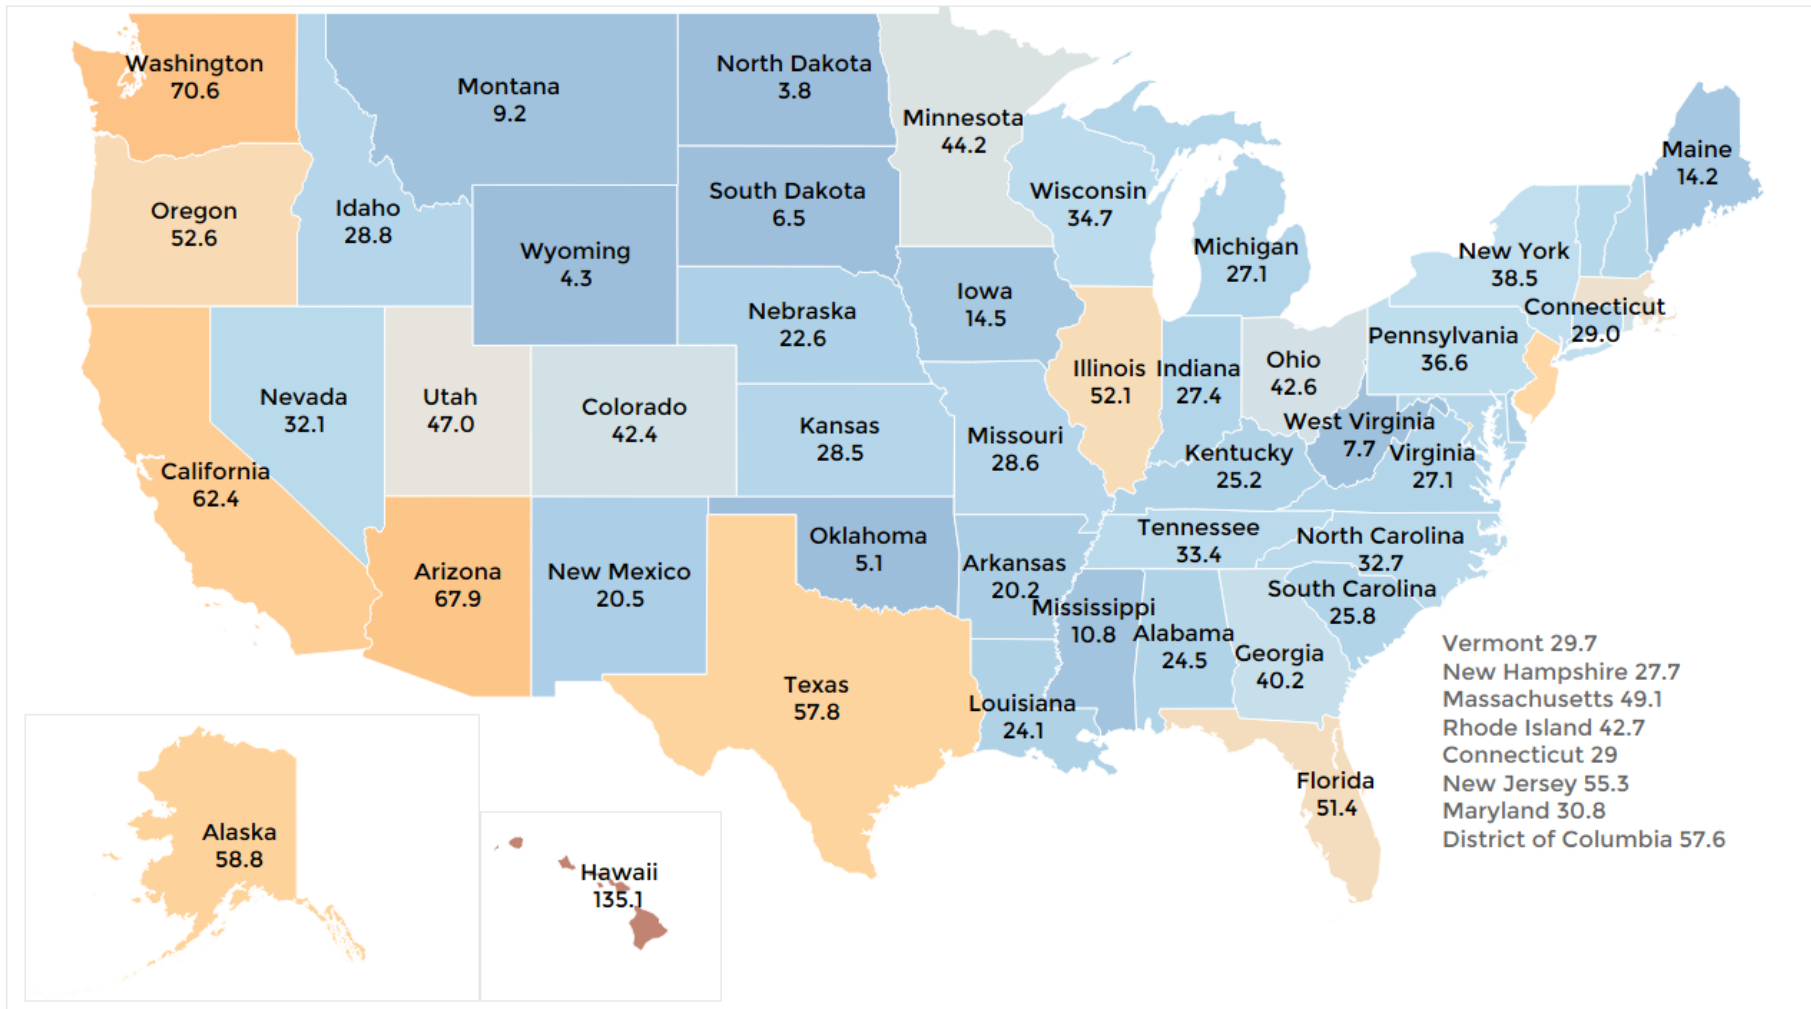 Washington
70.6
Montana
9.2
North Dakota
3.8
Minnesota
44.2
Maine
14.2
Oregon
52.6
Idaho
28.8
Wyoming
4.3
South Dakota
6.5
Wisconsin
34.7
Michigan
27.1
New York
38.5
Connecticut
29.0
Nevada
32.1
Utah
47.0
Colorado
42.4
Nebraska
22.6
Iowa
14.5
Illinois
52.1
Indiana
27.4
Ohio
42.6
Pennsylvania
36.6
California
62.4
Kansas
28.5
Missouri
28.6
Kentucky
25.2
West Virginia
7.7
Virginia
27.1
Arizona
67.9
New Mexico
20.5
Oklahoma
5.1
Arkansas
20.2
Tennessee
33.4
North Carolina
32.7
South Carolina
25.8
Mississippi
10.8
Alabama
24.5
Georgia
40.2
Texas
57.8
Louisiana
24.1
Florida
51.4
Alaska
58.8
Hawaii
135.1
Vermont 29.7
New Hampshire 27.7
Massachusetts 49.1
Rhode Island 42.7
Connecticut 29
New Jersey 55.3
Maryland 30.8
District of Columbia 57.6